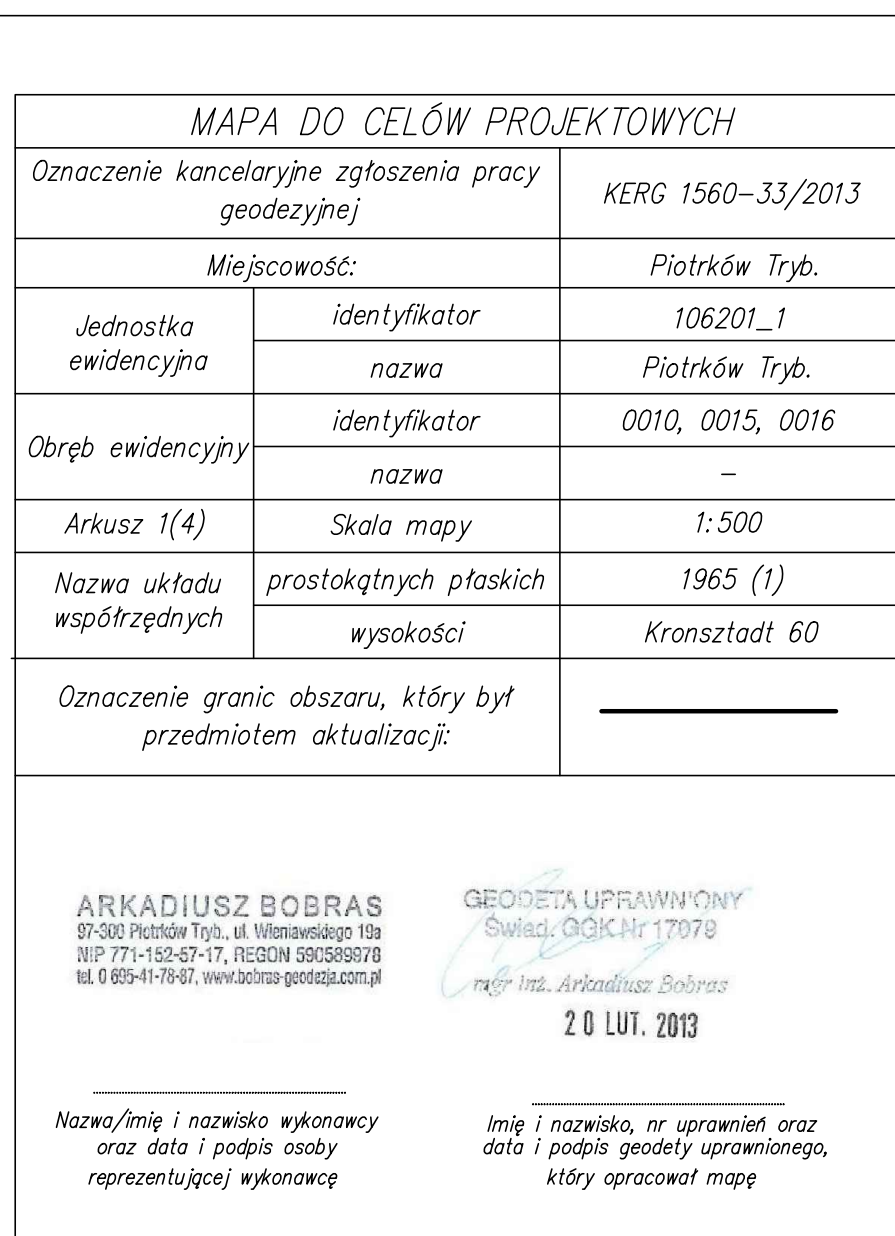 MAPA DO CELÓW PROJEKTOWYCH
Oznaczenie kancelaryjne zgłoszenia pracy
geodezyjnej
KERG 1560-33/2013
Miejscowość:
Piotrków Tryb.
Jednostka
ewidencyjna
identyfikator
106201_1
nazwa
Piotrków Tryb.
Obręb ewidencyjny
identyfikator
0010, 0015, 0016
nazwa
–
Arkusz 1(4)
Skala mapy
1:500
Nazwa układu
współrzędnych
prostokątnych płaskich
1965 (1)
wysokości
Kronsztadt 60
Oznaczenie granic obszaru, który był
przedmiotem aktualizacji:
ARKADIUSZ BOBRAS
97-300 Piotrków Tryb., ul. Wieniawskiego 19a
NIP 771-152-57-17, REGON 590589978
tel. 0 695-41-78-87, www.bobras-geodezja.com.pl
GEODETA UPRAWNIONY
Świad. GGK Nr 17079
mgr inż. Arkadiusz Bobras
20 LUT. 2013
Nazwa/imię i nazwisko wykonawcy
oraz data i podpis osoby
reprezentującej wykonawcę
Imię i nazwisko, nr uprawnień oraz
data i podpis geodety uprawnionego,
który opracował mapę